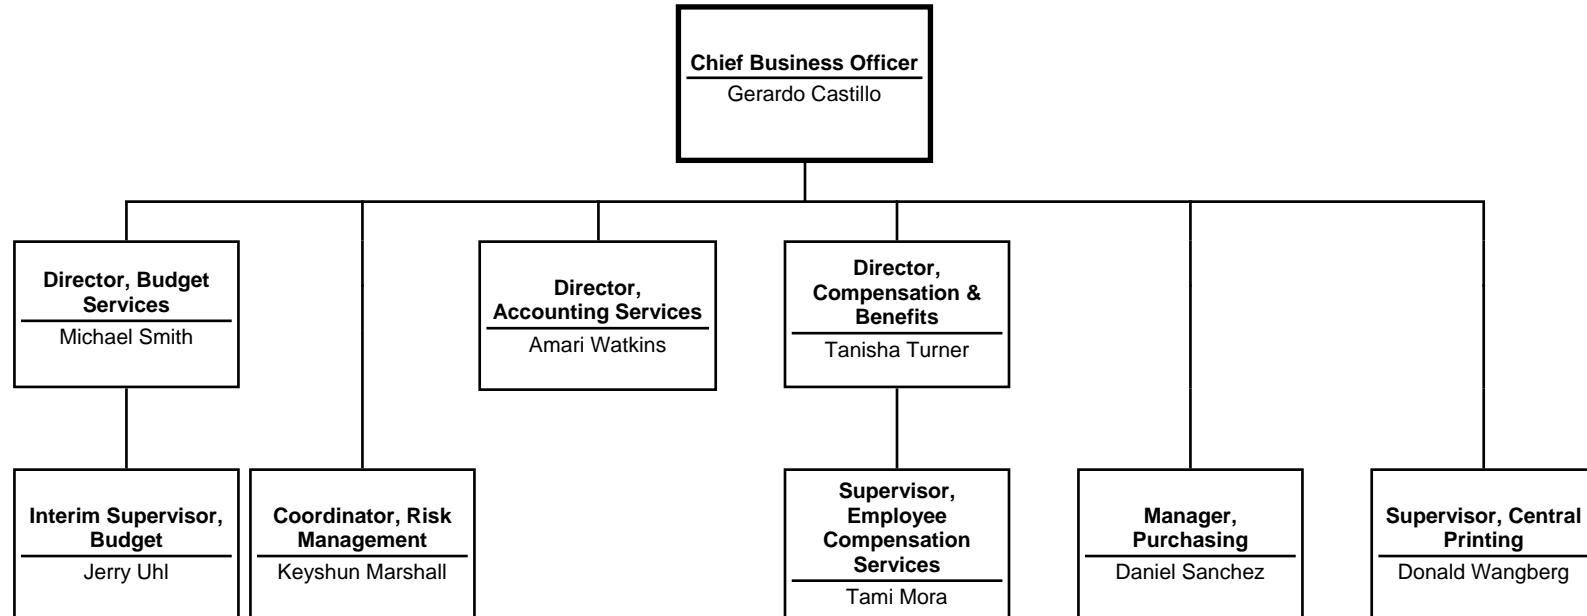 Chief Business Officer
Gerardo Castillo
Director, Budget
Services
Michael Smith
Director,
Accounting Services
Amari Watkins
Director,
Compensation &
Benefits
Tanisha Turner
Interim Supervisor,
Budget
Jerry Uhl
Coordinator, Risk
Management
Keyshun Marshall
Supervisor,
Employee
Compensation
Services
Tami Mora
Manager,
Purchasing
Daniel Sanchez
Supervisor, Central
Printing
Donald Wangberg